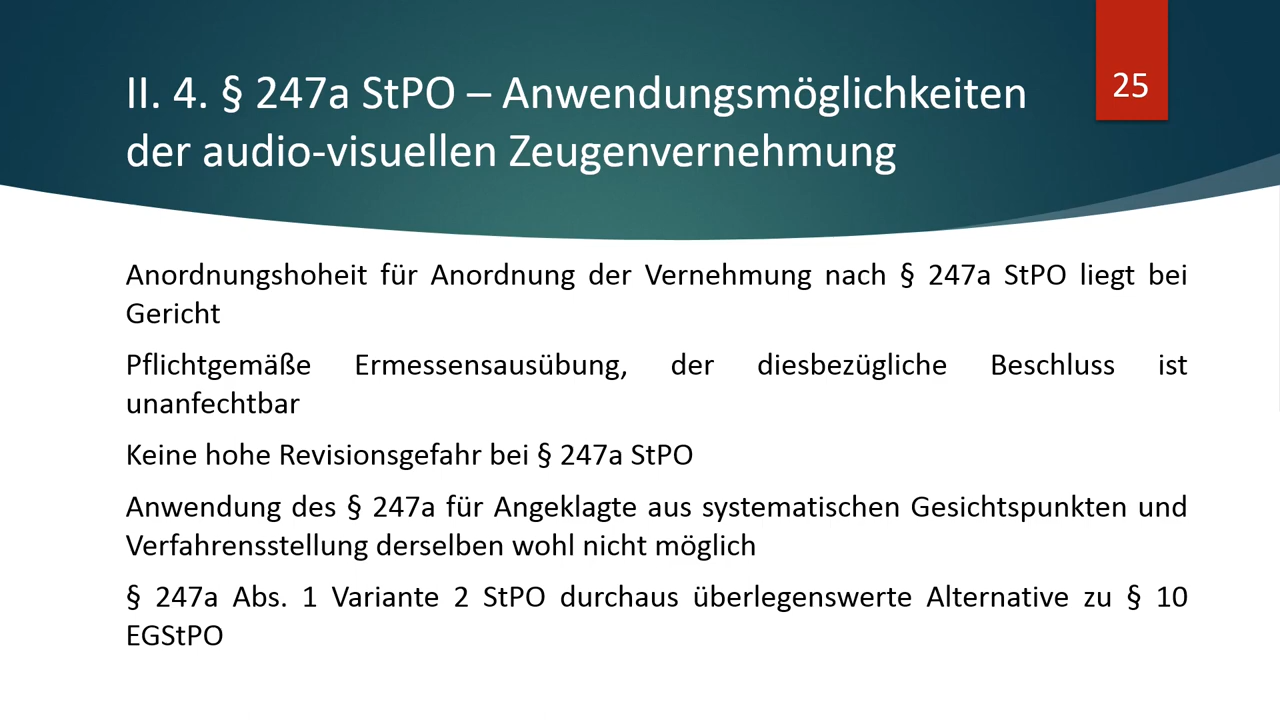 II. 4. § 247a StPO – Anwendungsmöglichkeiten
der audio-visuellen Zeugenvernehmung
25
Anordnungshoheit für Anordnung der Vernehmung nach § 247a StPO liegt bei
Gericht
Pflichtgemäße Ermessensausübung, der diesbezügliche Beschluss ist
unanfechtbar
Keine hohe Revisionsgefahr bei § 247a StPO
Anwendung des § 247a für Angeklagte aus systematischen Gesichtspunkten und
Verfahrensstellung derselben wohl nicht möglich
§ 247a Abs. 1 Variante 2 StPO durchaus überlegenswerte Alternative zu § 10
EGStPO